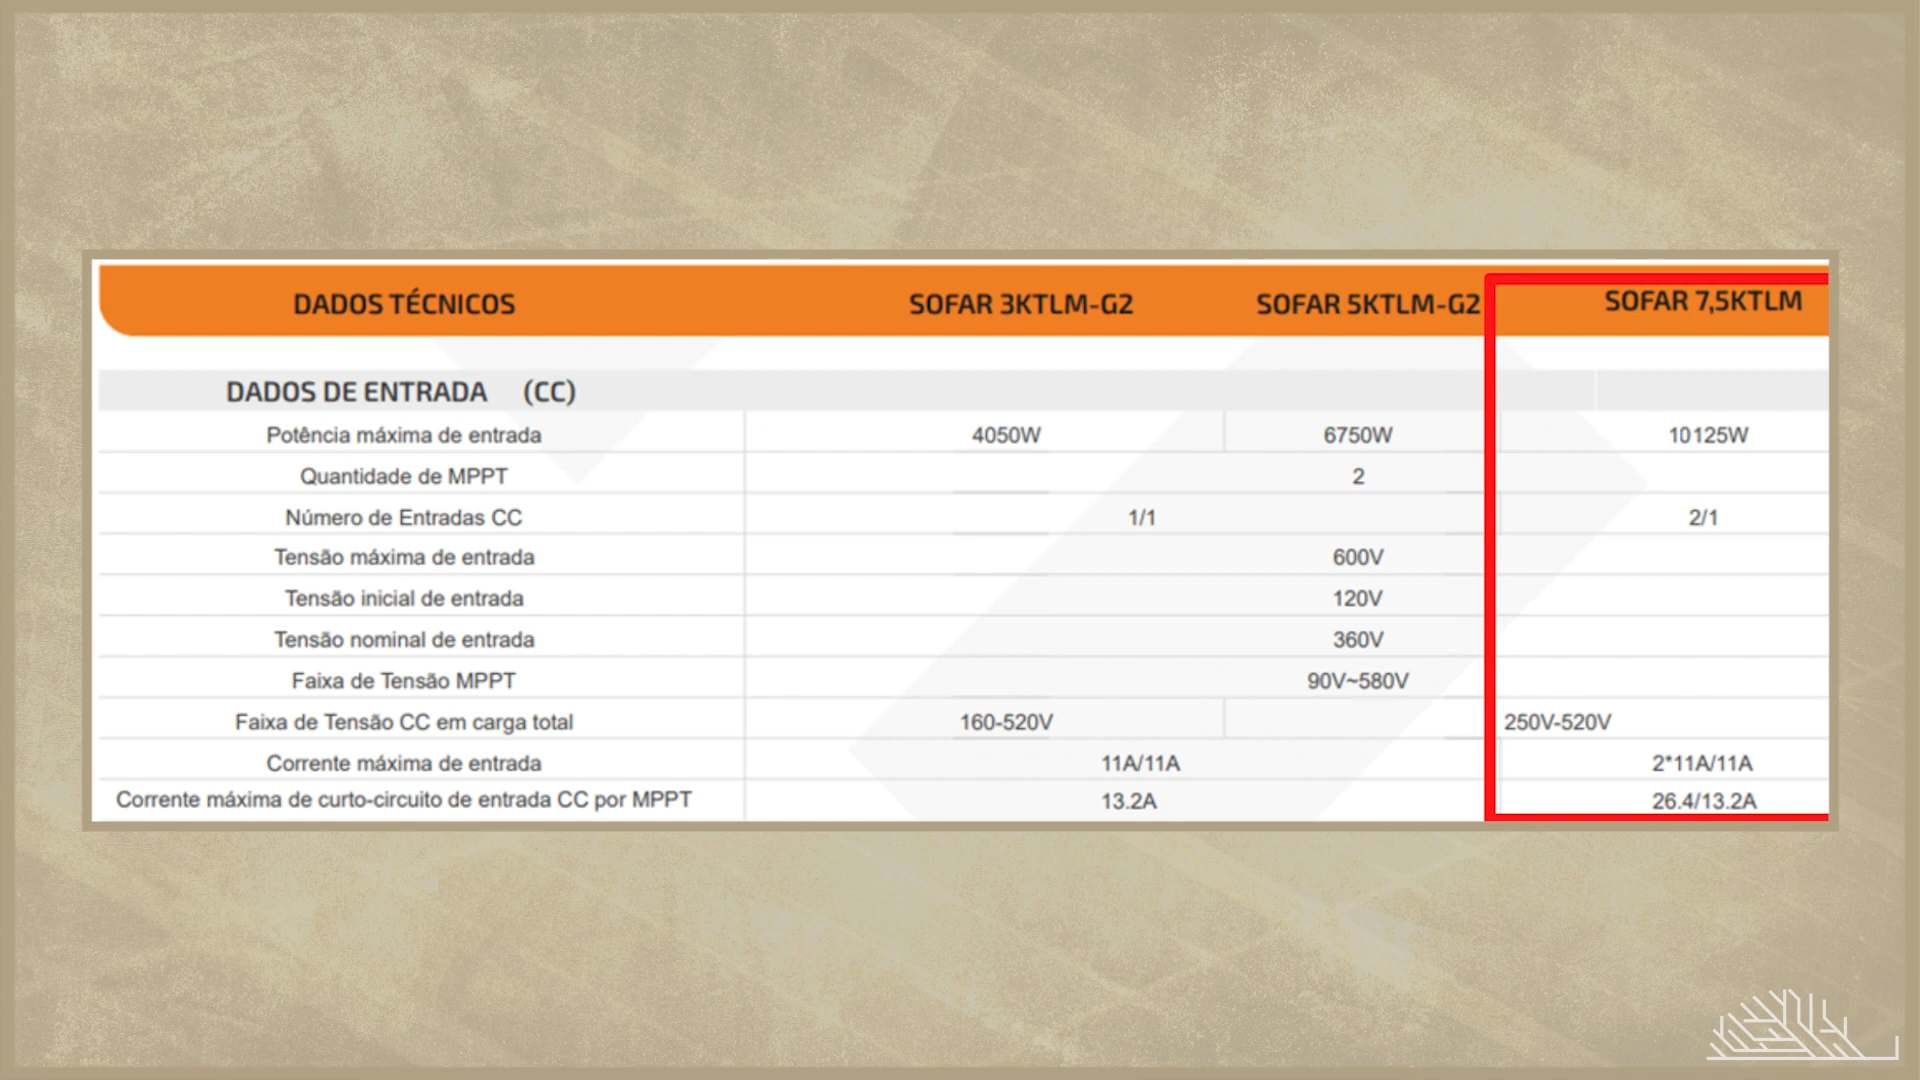 DADOS TÉCNICOS SOFAR 3KTLM-G2 SOFAR 5KTLM-G2 SOFAR 7,5KTLM
DADOS DE ENTRADA (CC)
Potência máxima de entrada 4050W 6750W 10125W
Quantidade de MPPT 2
Número de Entradas CC 1/1 2/1
Tensão máxima de entrada 600V
Tensão inicial de entrada 120V
Tensão nominal de entrada 360V
Faixa de Tensão MPPT 90V~580V
Faixa de Tensão CC em carga total 160-520V 250V-520V
Corrente máxima de entrada 11A/11A 2*11A/11A
Corrente máxima de curto-circuito de entrada CC por MPPT 13.2A 26.4/13.2A